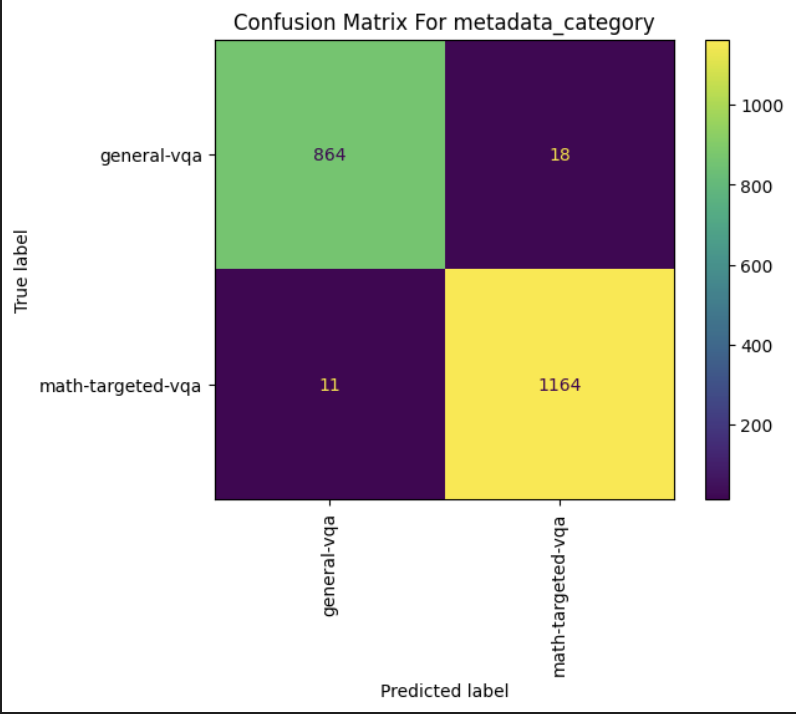 Confusion Matrix For metadata_category
general-vqa
864
18
1000
800
600
400
200
True label
math-targeted-vqa
11
1164
general-vqa
math-targeted-vqa
Predicted label